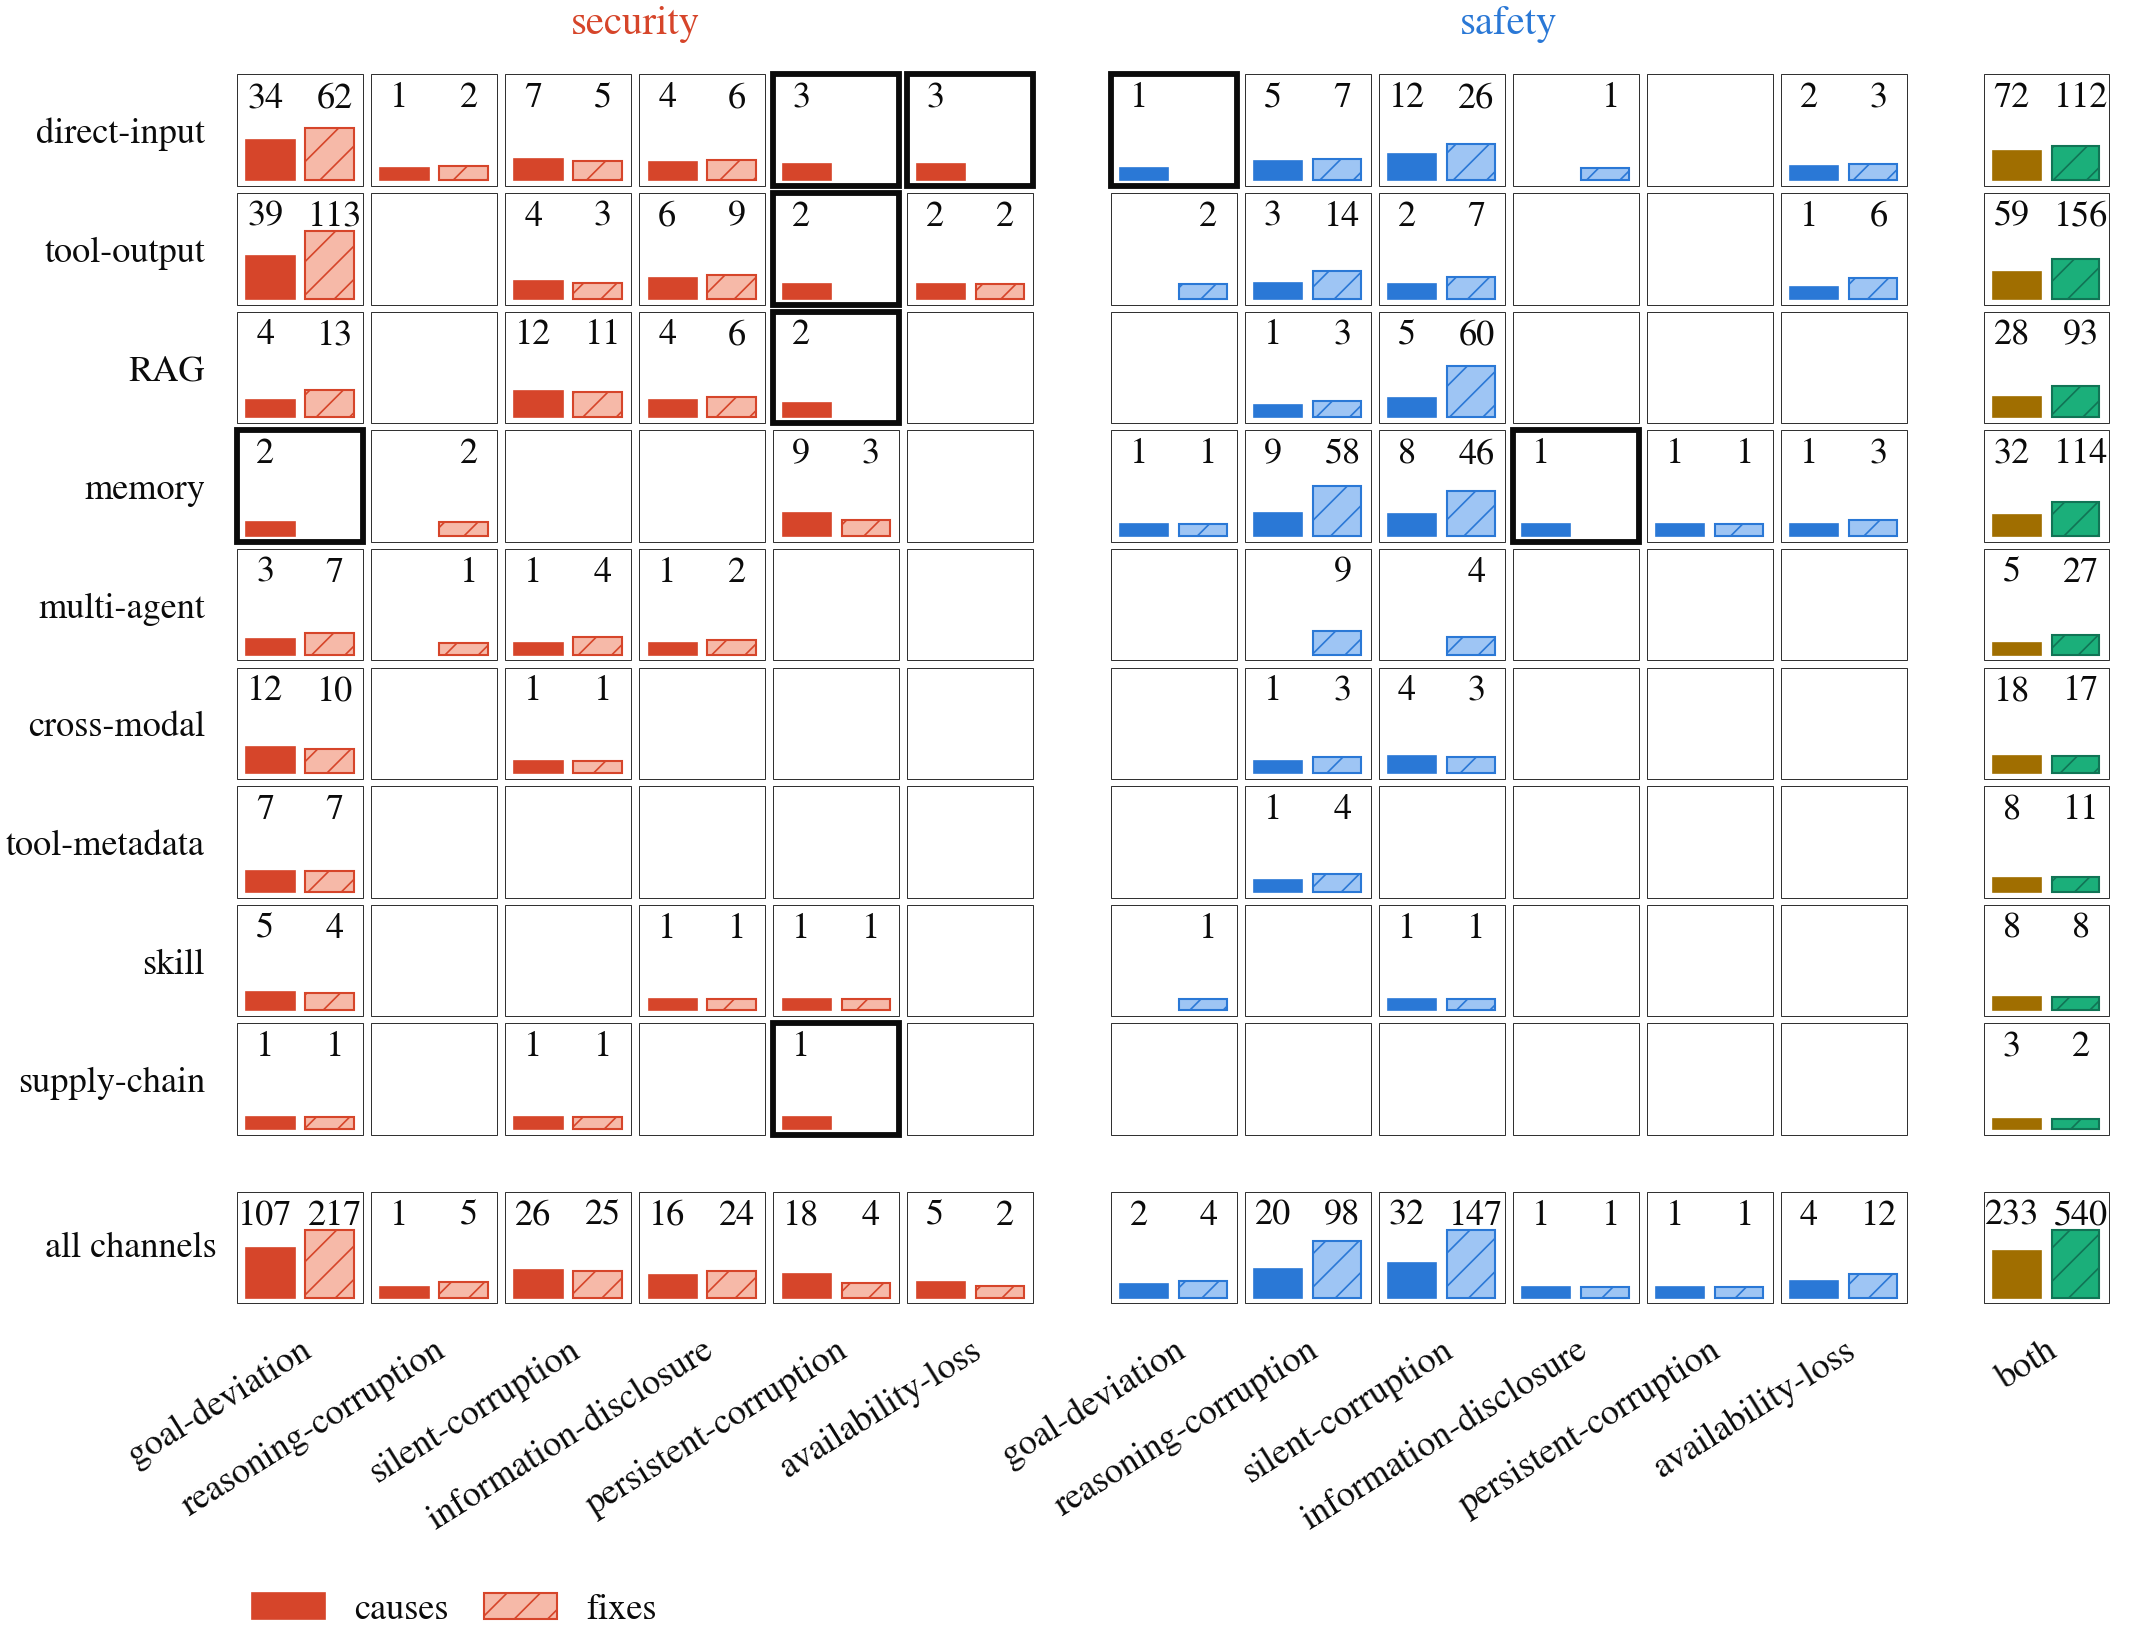 security safety
direct-input 34 62 1 2 7 5 4 6 3 3 1 5 7 12 26 1 2 3 72 112
tool-output 39 113 4 3 6 9 2 2 2 2 3 14 2 7 1 6 59 156
RAG 4 13 12 11 4 6 2 1 3 5 60 28 93
memory 2 2 9 3 1 1 9 58 8 46 1 1 1 1 3 32 114
multi-agent 3 7 1 1 4 1 2 9 4 5 27
cross-modal 12 10 1 1 1 3 4 3 18 17
tool-metadata 7 7 1 4 8 11
skill 5 4 1 1 1 1 1 1 1 8 8
supply-chain 1 1 1 1 1 3 2
all channels 107 217 1 5 26 25 16 24 18 4 5 2 2 4 20 98 32 147 1 1 1 1 4 12 233 540
goal-deviation
reasoning-corruption
silent-corruption
information-disclosure
persistent-corruption
availability-loss
goal-deviation
reasoning-corruption
silent-corruption
information-disclosure
persistent-corruption
availability-loss
both
causes fixes